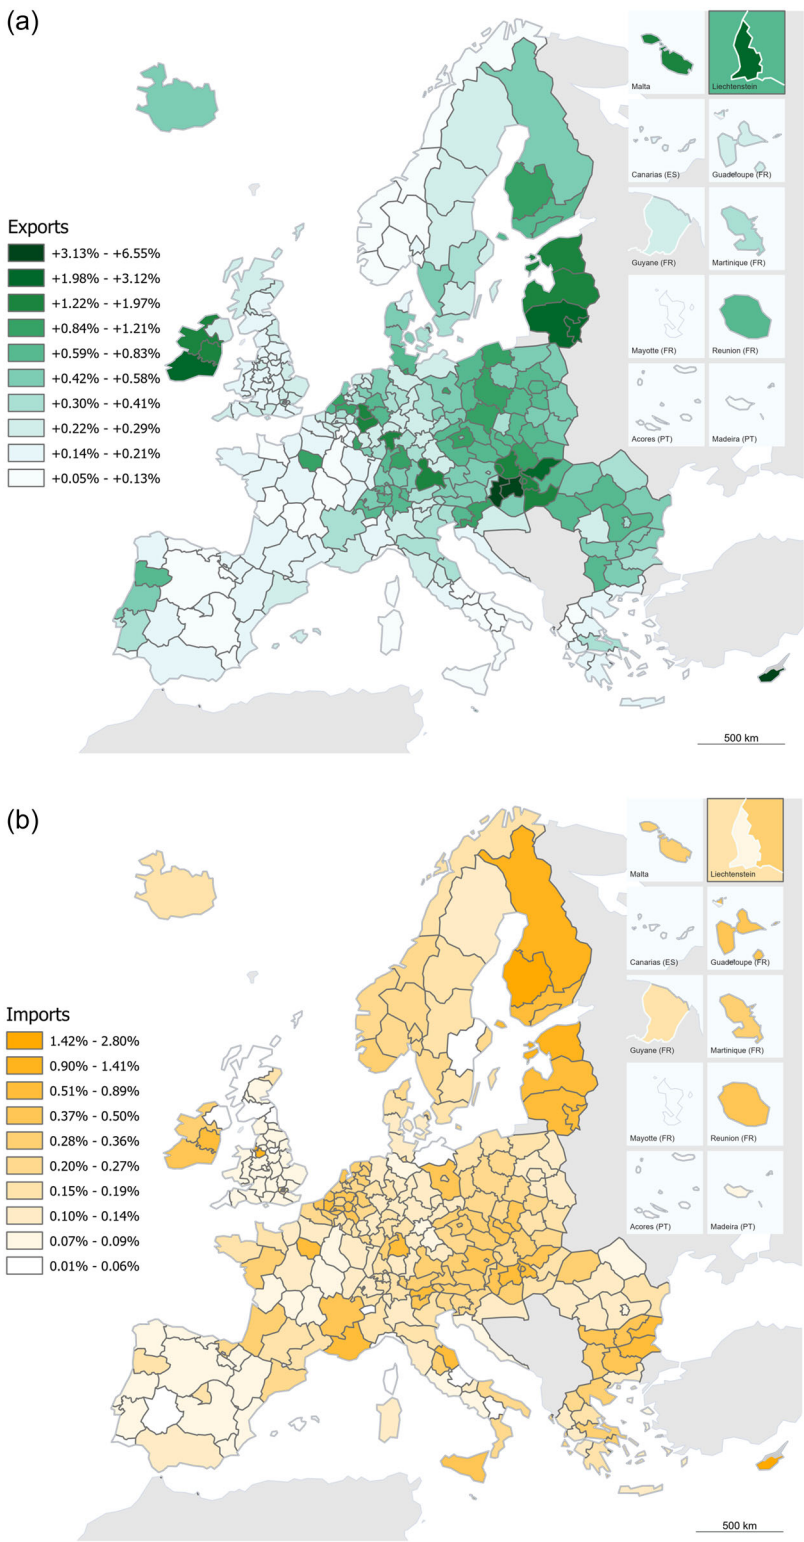 (a)
Malta
Liechtenstein
Canarias (ES)
Guadeloupe (FR)
Exports
+3.13% - +6.55%
+1.98% - +3.12%
+1.22% - +1.97%
+0.84% - +1.21%
+0.59% - +0.83%
+0.42% - +0.58%
+0.30% - +0.41%
+0.22% - +0.29%
+0.14% - +0.21%
+0.05% - +0.13%
Guyane (FR)
Martinique (FR)
Mayotte (FR)
Reunion (FR)
Acores (PT)
Madeira (PT)
500 km
(b)
Malta
Liechtenstein
Canarias (ES)
Guadeloupe (FR)
Imports
1.42% - 2.80%
0.90% - 1.41%
0.51% - 0.89%
0.37% - 0.50%
0.28% - 0.36%
0.20% - 0.27%
0.15% - 0.19%
0.10% - 0.14%
0.07% - 0.09%
0.01% - 0.06%
Guyane (FR)
Martinique (FR)
Mayotte (FR)
Reunion (FR)
Acores (PT)
Madeira (PT)
500 km